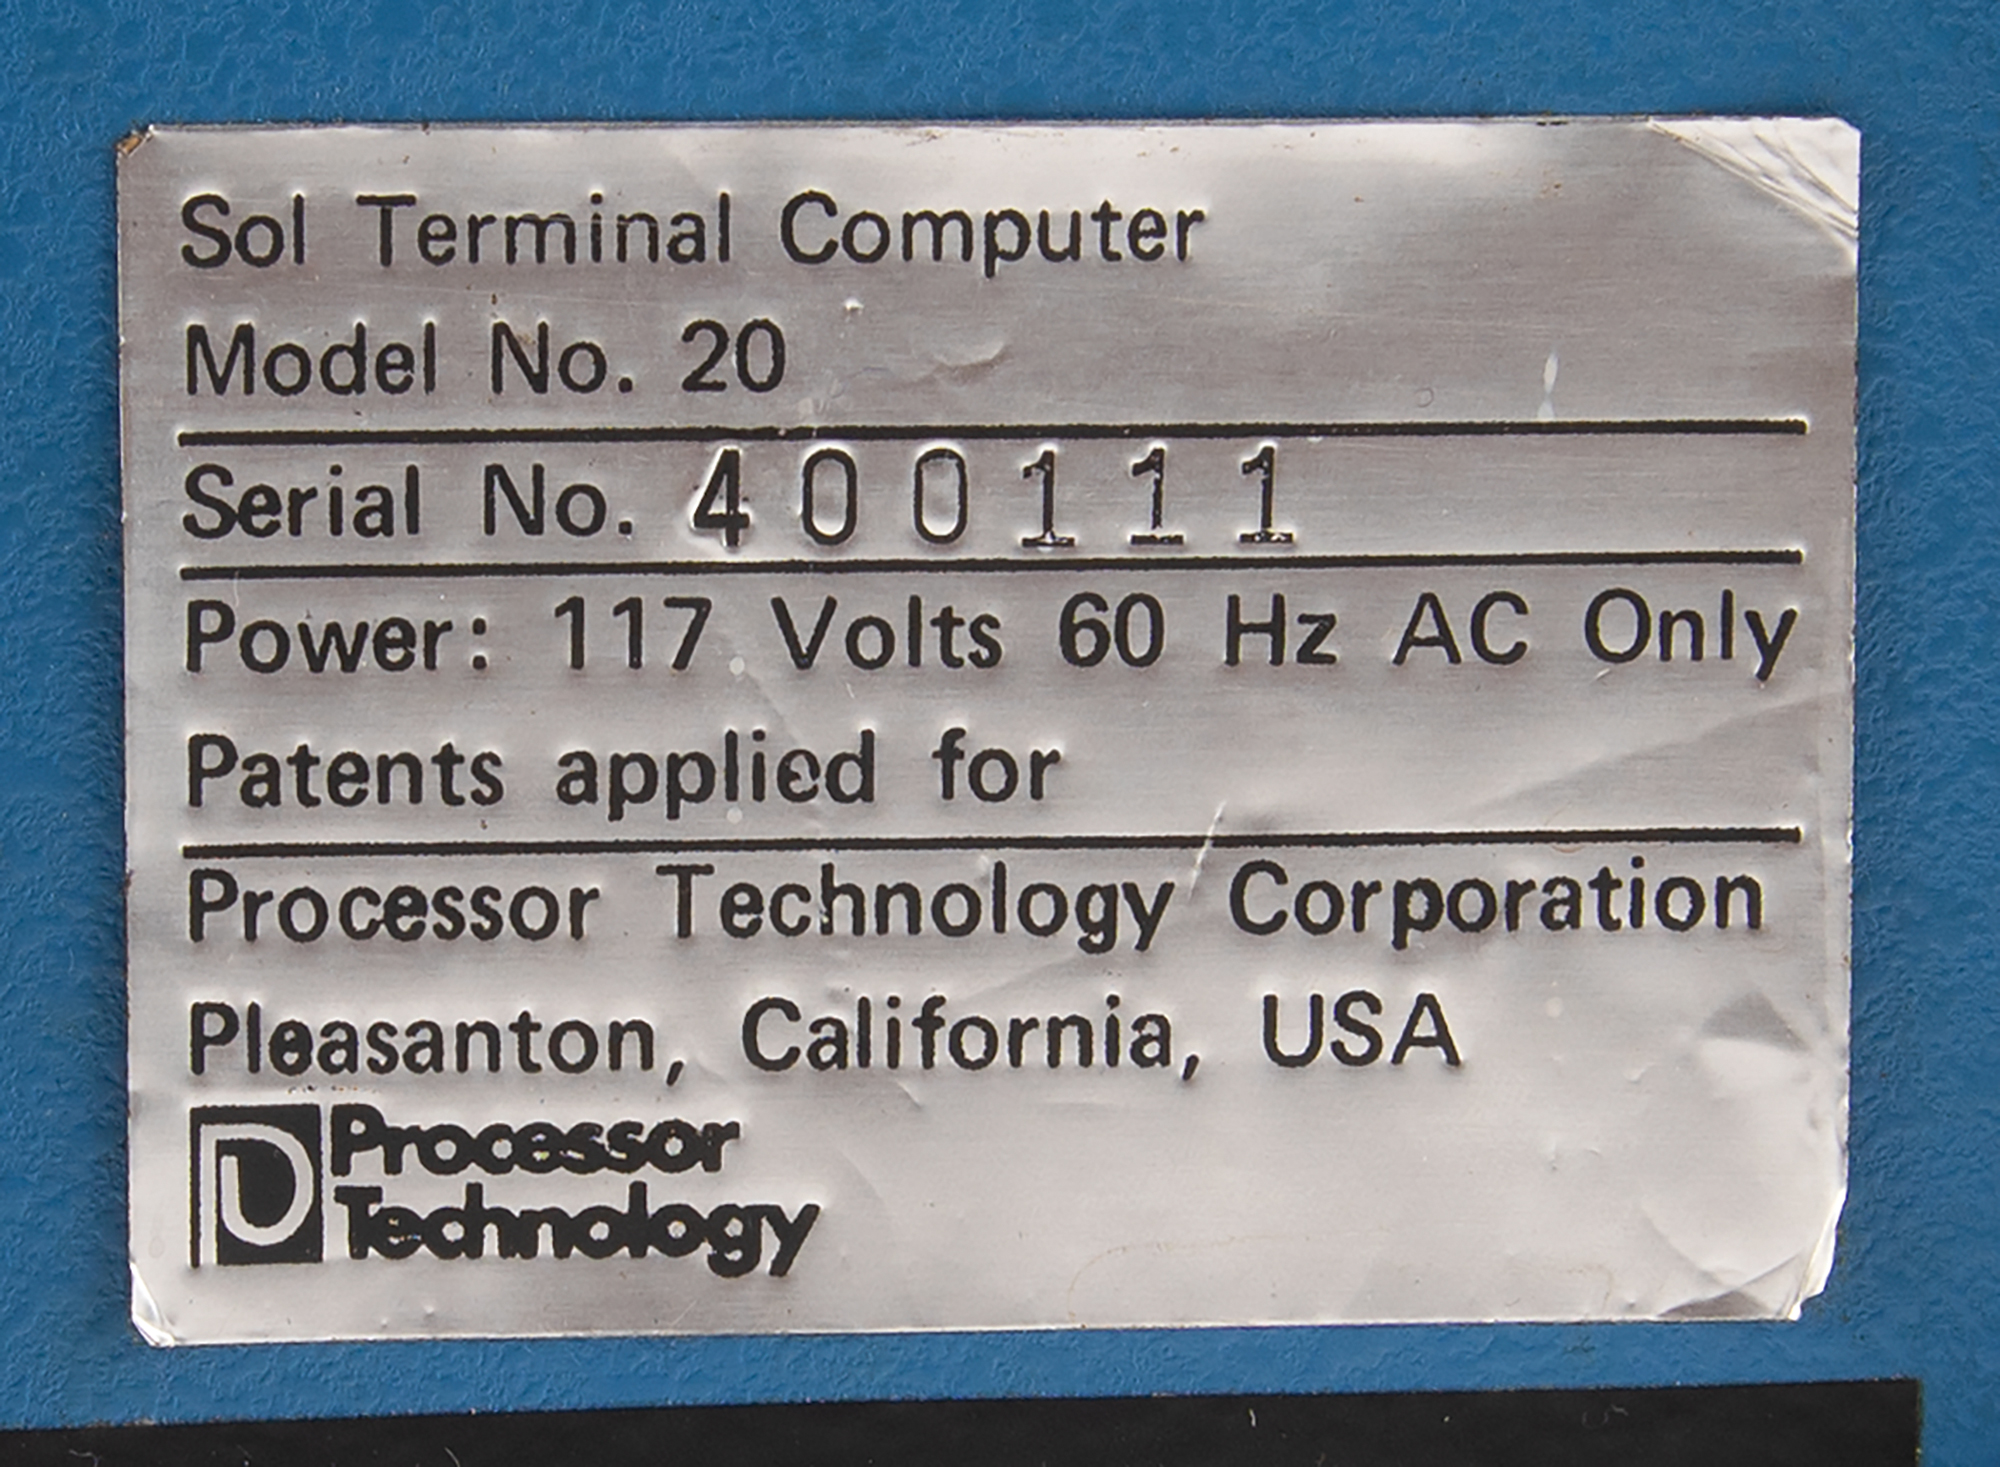 Sol Terminal Computer
Model No. 20
Serial No. 400111
Power: 117 Volts 60 Hz AC Only
Patents applied for
Processor Technology Corporation
Pleasanton, California, USA
Processor
Technology